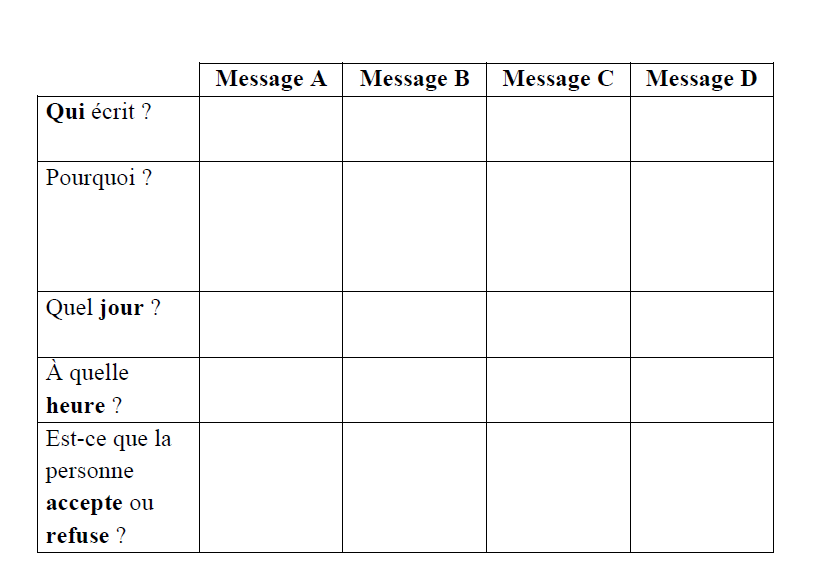 Message A Message B Message C Message D
Qui écrit ?
Pourquoi ?
Quel jour ?
À quelle
heure ?
Est-ce que la
personne
accepte ou
refuse ?